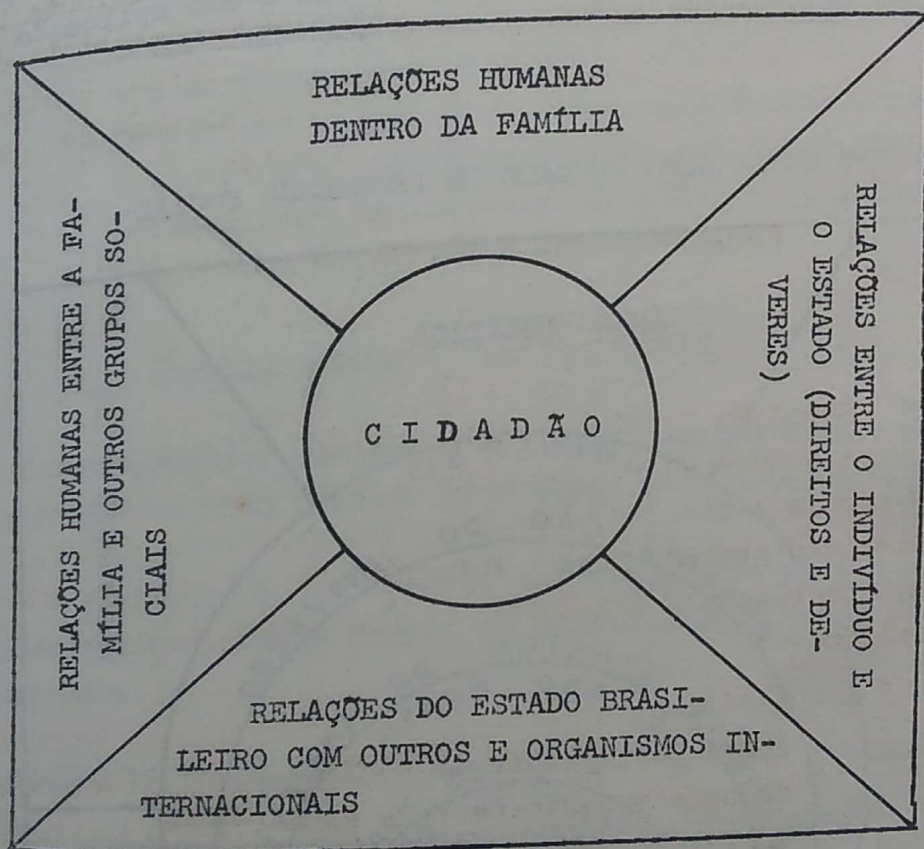 RELAÇÕES HUMANAS
DENTRO DA FAMÍLIA
RELAÇÕES HUMANAS ENTRE A FA-
MÍLIA E OUTROS GRUPOS SO-
CIAIS
CIDADÃO
RELAÇÕES ENTRE O INDIVÍDUO E
O ESTADO (DIREITOS E DE-
VERES)
RELAÇÕES DO ESTADO BRASI-
LEIRO COM OUTROS E ORGANISMOS IN-
TERNACIONAIS